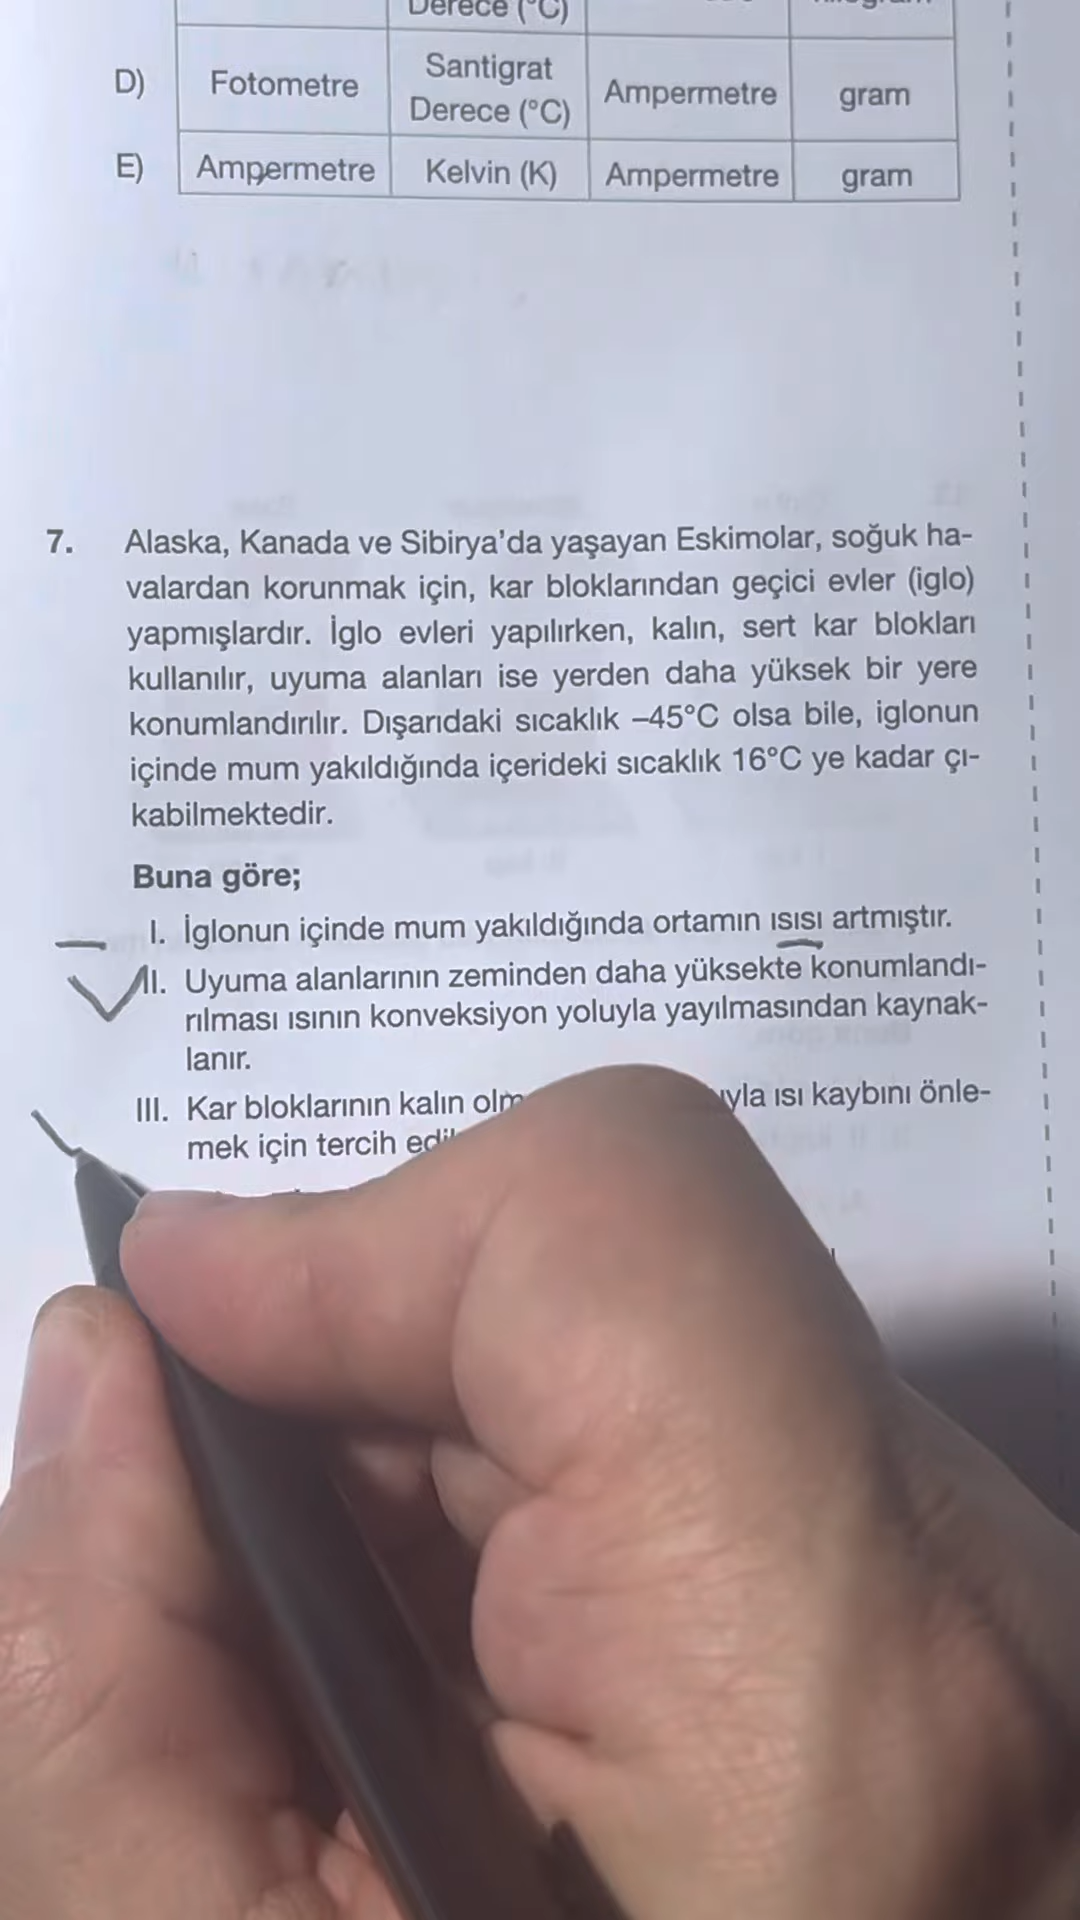 Derece (°C)
D) Fotometre Santigrat Derece (°C) Ampermetre gram
E) Ampermetre Kelvin (K) Ampermetre gram
7. Alaska, Kanada ve Sibirya'da yaşayan Eskimolar, soğuk ha-
valardan korunmak için, kar bloklarından geçici evler (iglo)
yapmışlardır. İglo evleri yapılırken, kalın, sert kar blokları
kullanılır, uyuma alanları ise yerden daha yüksek bir yere
konumlandırılır. Dışarıdaki sıcaklık –45°C olsa bile, iglonun
içinde mum yakıldığında içerideki sıcaklık 16°C ye kadar çı-
kabilmektedir.
Buna göre;
I. İglonun içinde mum yakıldığında ortamın ısısı artmıştır.
II. Uyuma alanlarının zeminden daha yüksekte konumlandı-
rılması ısının konveksiyon yoluyla yayılmasından kaynak-
lanır.
III. Kar bloklarının kalın ısı kaybını önle-
mek için tercih